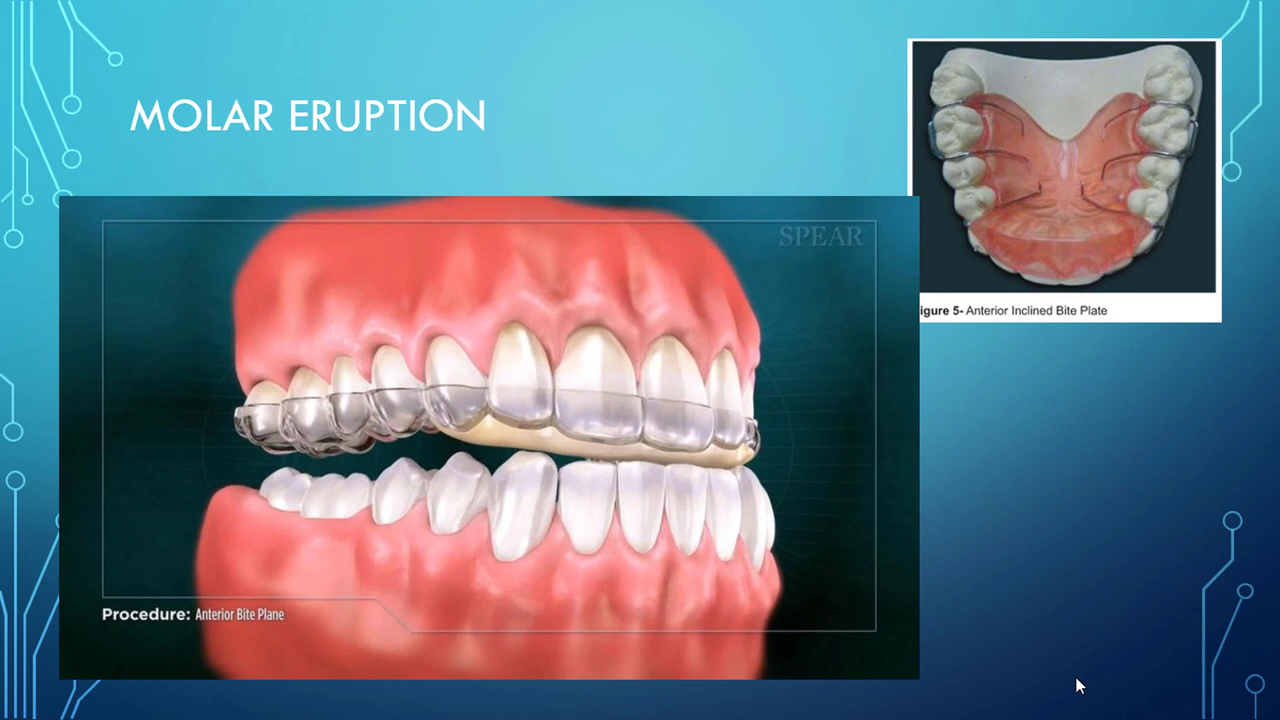 MOLAR ERUPTION
SPEAR
igure 5- Anterior Inclined Bite Plate
Procedure: Anterior Bite Plane